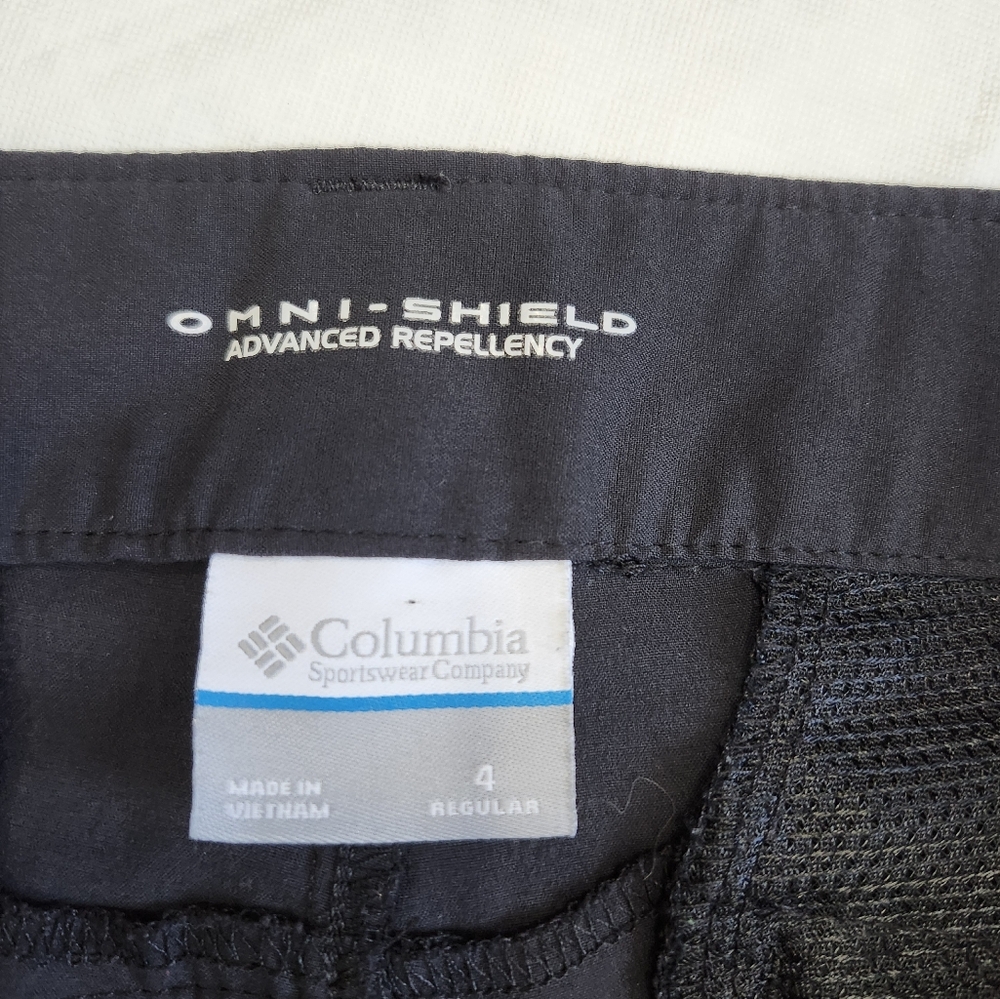 OMNI-SHIELD
ADVANCED REPELLENCY
Columbia
Sportswear Company
4
MADE IN
VIETNAM
REGULAR